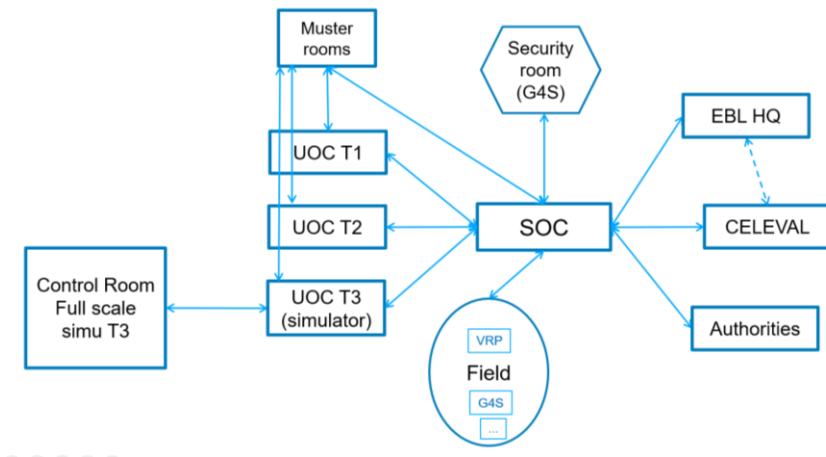 Muster
rooms
Security
room
(G4S)
EBL HQ
UOC T1
UOC T2
SOC
CELEVAL
Control Room
Full scale
simu T3
UOC T3
(simulator)
Authorities
VRP
Field
G4S
...